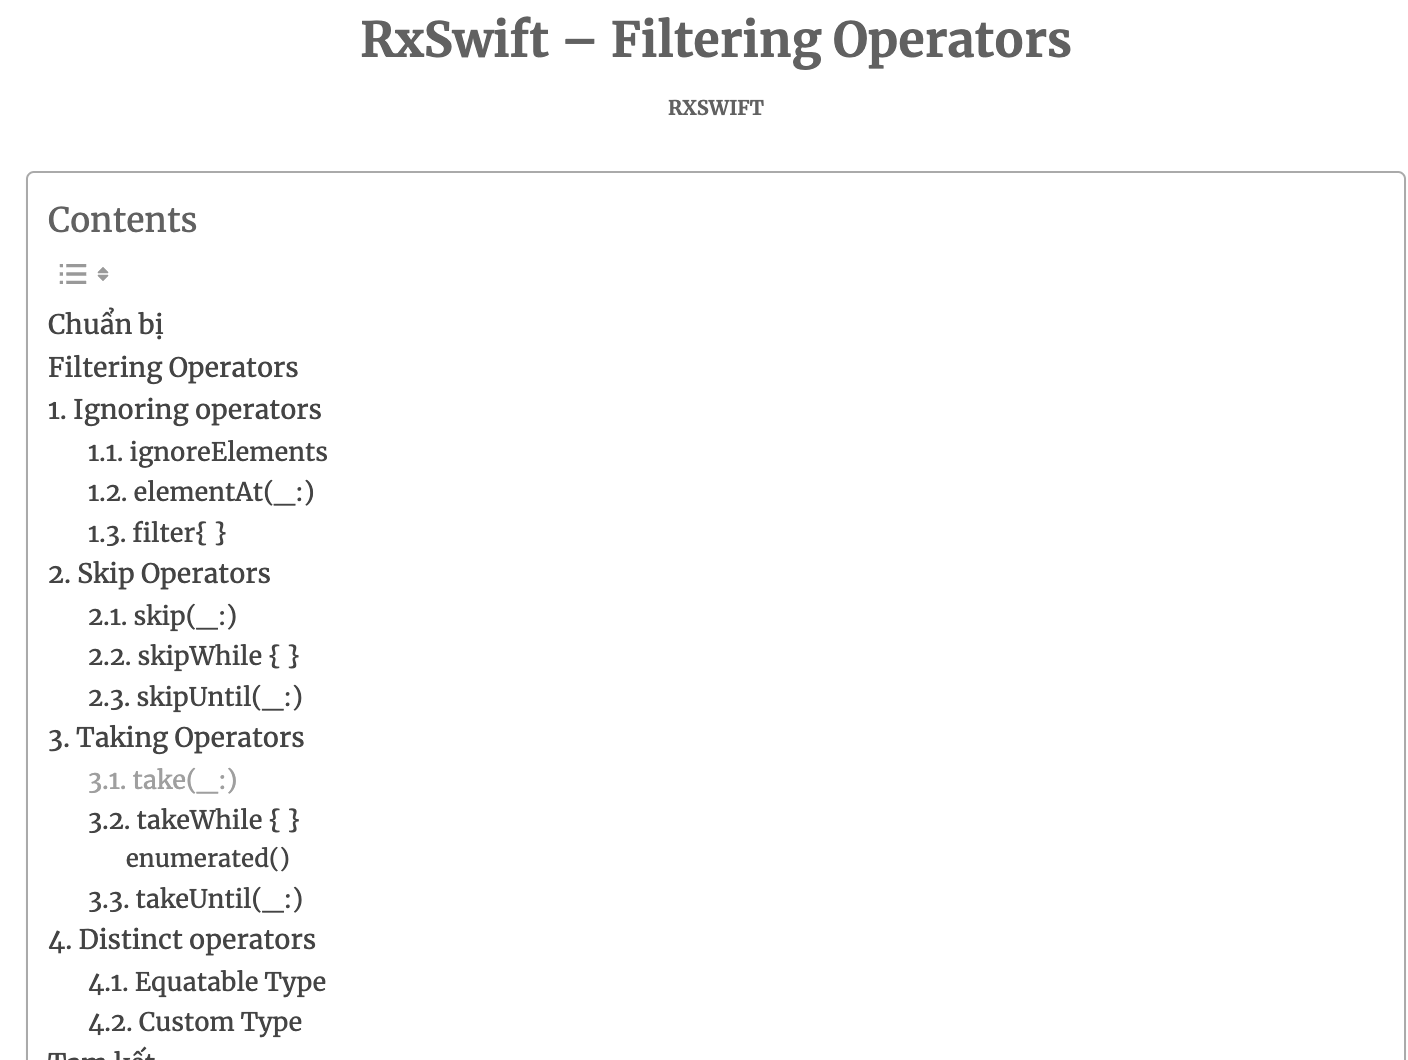 RxSwift – Filtering Operators
RXSWIFT
Contents
Chuẩn bị
Filtering Operators
1. Ignoring operators
1.1. ignoreElements
1.2. elementAt(_:)
1.3. filter{ }
2. Skip Operators
2.1. skip(_:)
2.2. skipWhile { }
2.3. skipUntil(_:)
3. Taking Operators
3.1. take(_:)
3.2. takeWhile { }
enumerated()
3.3. takeUntil(_:)
4. Distinct operators
4.1. Equatable Type
4.2. Custom Type
Tạm kết